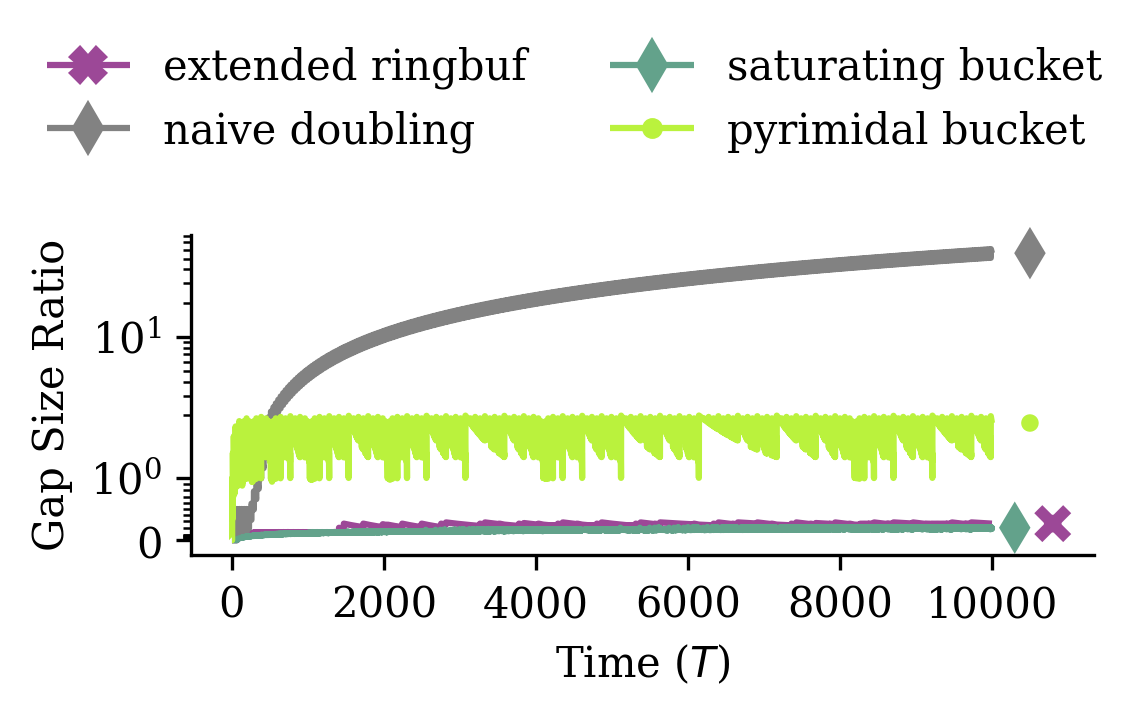 extended ringbuf
saturating bucket
naive doubling
pyrimidal bucket
Gap Size Ratio
10¹
10⁰
0
0 2000 4000 6000 8000 10000
Time (T)